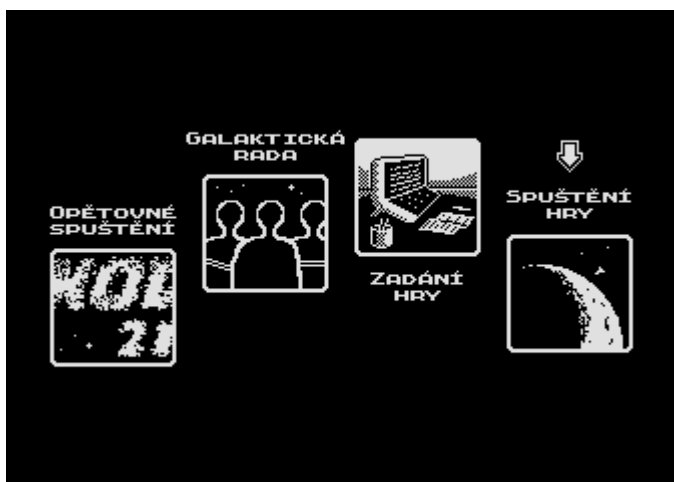 Galaktická
rada
Opětovné
spuštění
Zadání
hry
Spuštění
hry